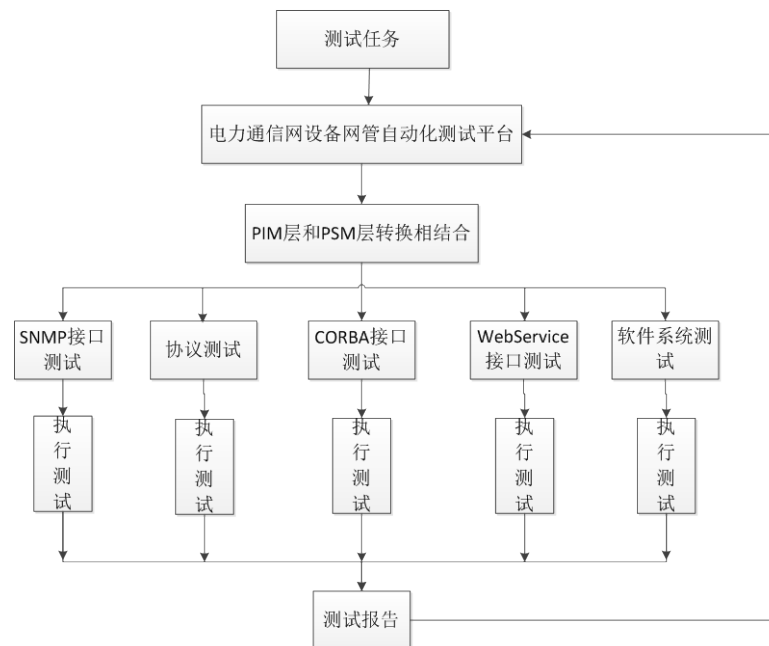 测试任务
电力通信网设备网管自动化测试平台
PIM层和PSM层转换相结合
SNMP接口
测试
协议测试
CORBA接口
测试
WebService
接口测试
软件系统测
试
执
行
测
试
执
行
测
试
执
行
测
试
执
行
测
试
执
行
测
试
测试报告